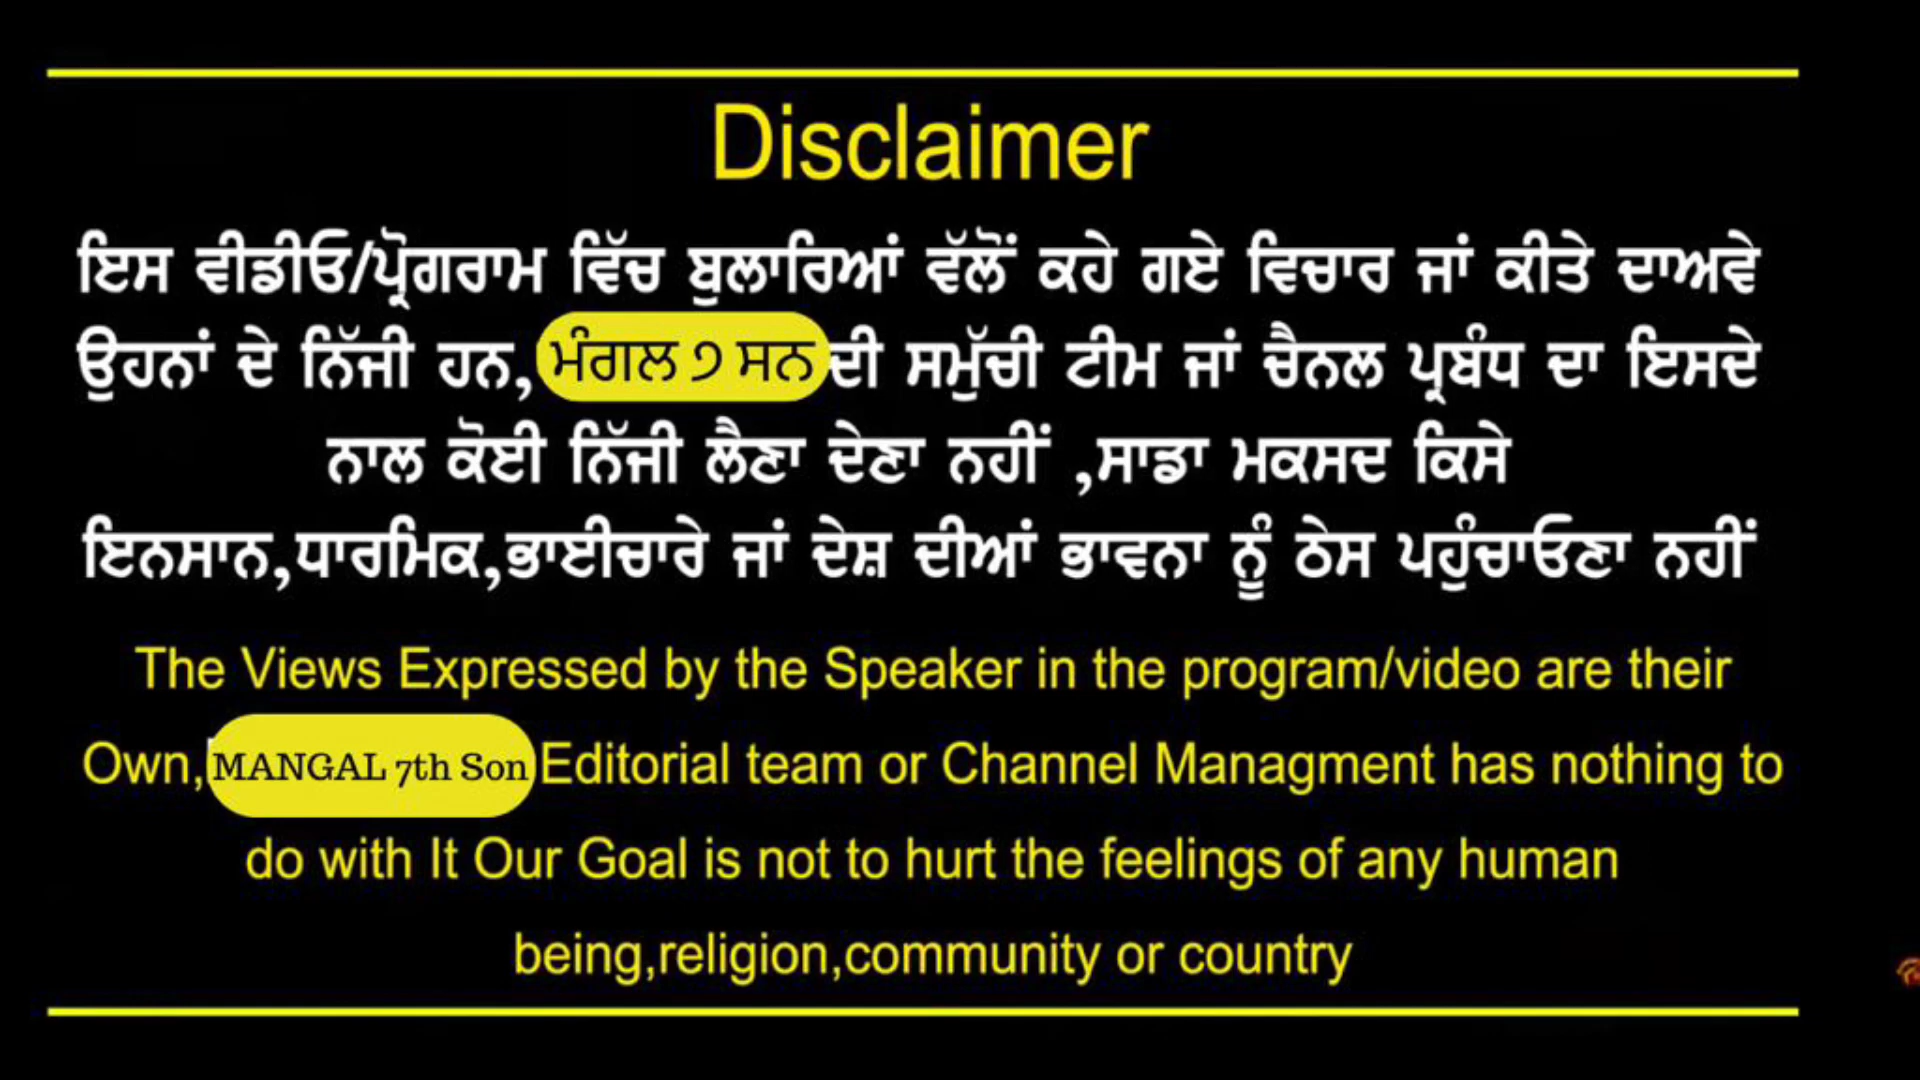 Disclaimer
ਇਸ ਵੀਡੀਓ/ਪ੍ਰੋਗਰਾਮ ਵਿੱਚ ਬੁਲਾਰਿਆਂ ਵੱਲੋਂ ਕਹੇ ਗਏ ਵਿਚਾਰ ਜਾਂ ਕੀਤੇ ਦਾਅਵੇ
ਉਹਨਾਂ ਦੇ ਨਿੱਜੀ ਹਨ, ਮੰਗਲ ੭ ਸਨ ਦੀ ਸਮੁੱਚੀ ਟੀਮ ਜਾਂ ਚੈਨਲ ਪ੍ਰਬੰਧ ਦਾ ਇਸਦੇ
ਨਾਲ ਕੋਈ ਨਿੱਜੀ ਲੈਣਾ ਦੇਣਾ ਨਹੀਂ ,ਸਾਡਾ ਮਕਸਦ ਕਿਸੇ
ਇਨਸਾਨ,ਧਾਰਮਿਕ,ਭਾਈਚਾਰੇ ਜਾਂ ਦੇਸ਼ ਦੀਆਂ ਭਾਵਨਾ ਨੂੰ ਠੇਸ ਪਹੁੰਚਾਓਣਾ ਨਹੀਂ
The Views Expressed by the Speaker in the program/video are their
Own, MANGAL 7th Son Editorial team or Channel Managment has nothing to
do with It Our Goal is not to hurt the feelings of any human
being,religion,community or country